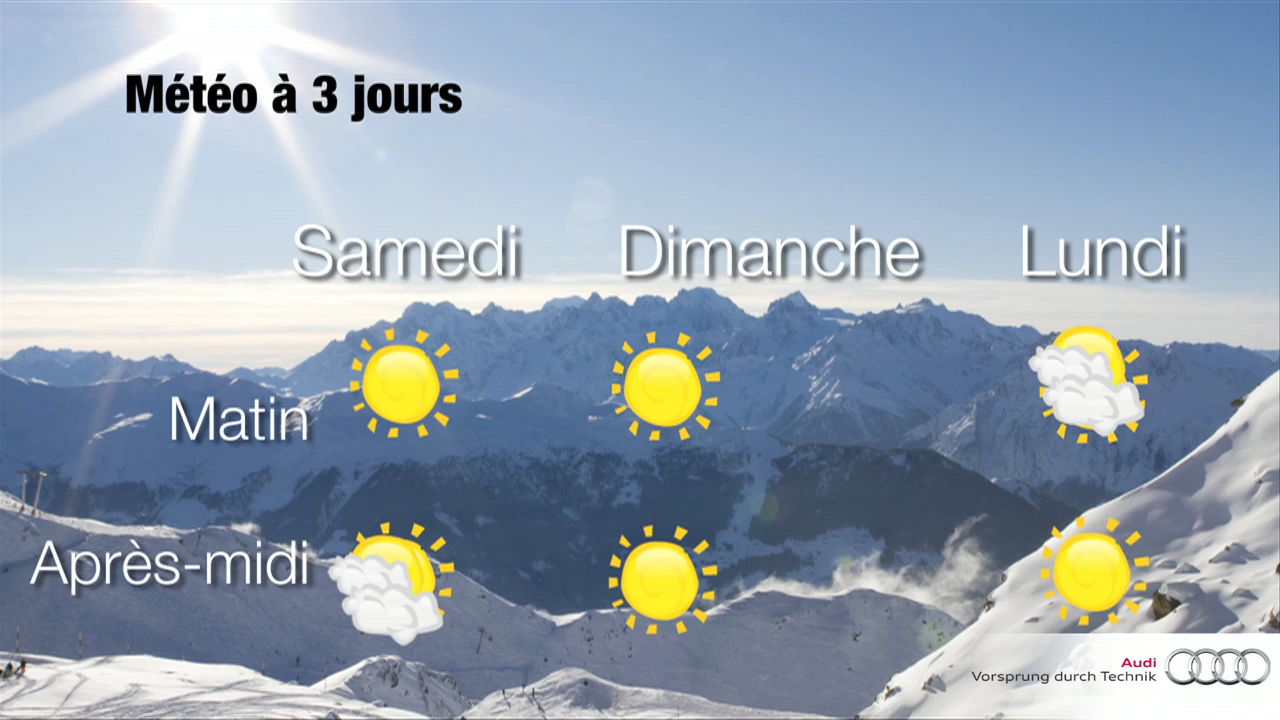 Météo à 3 jours
Samedi Dimanche Lundi
Matin
Après-midi
Audi
Vorsprung durch Technik